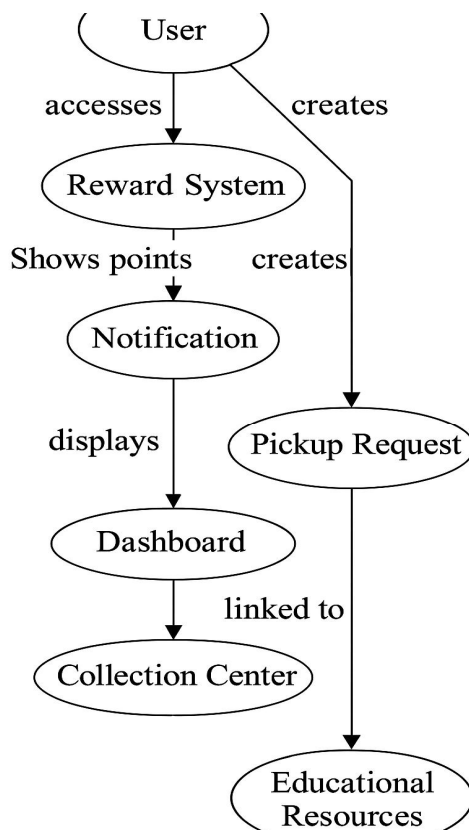 User
accesses
creates
Reward System
Shows points
creates
Notification
displays
Pickup Request
Dashboard
linked to
Collection Center
Educational
Resources